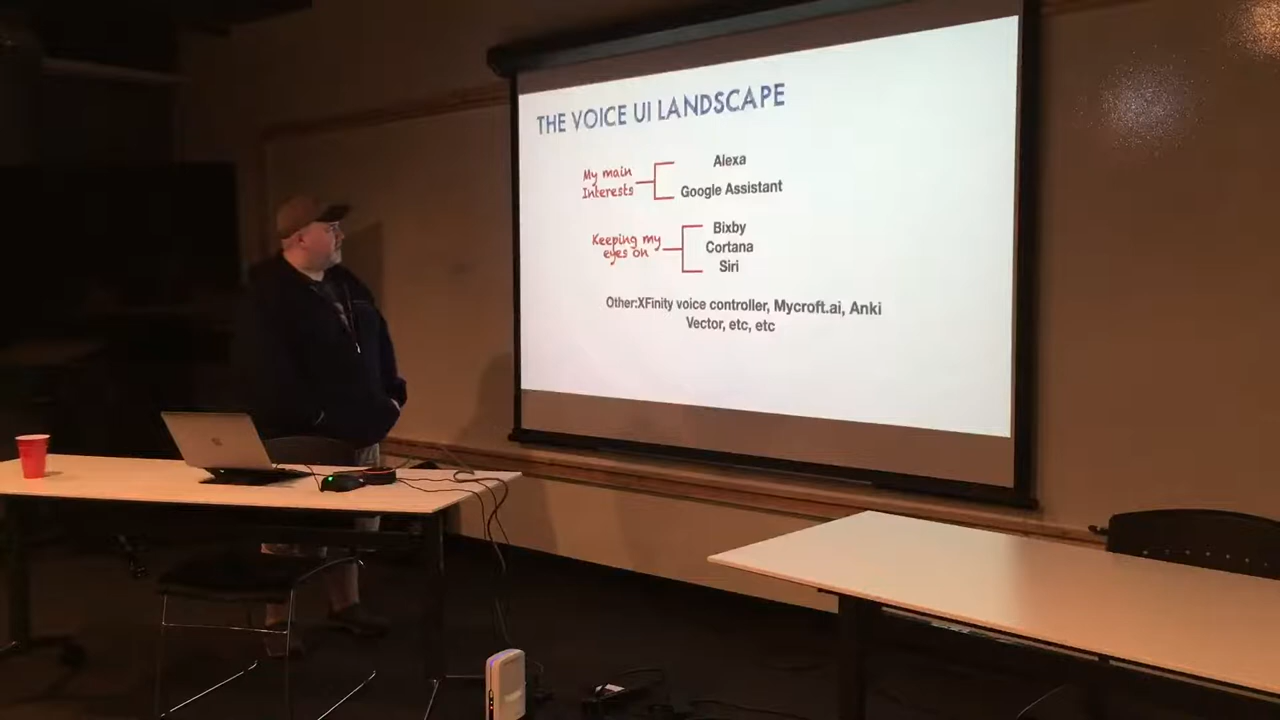 THE VOICE UI LANDSCAPE
My main
Interests
Alexa
Google Assistant
Keeping my
eyes on
Bixby
Cortana
Siri
Other:XFinity voice controller, Mycroft.ai, Anki
Vector, etc, etc